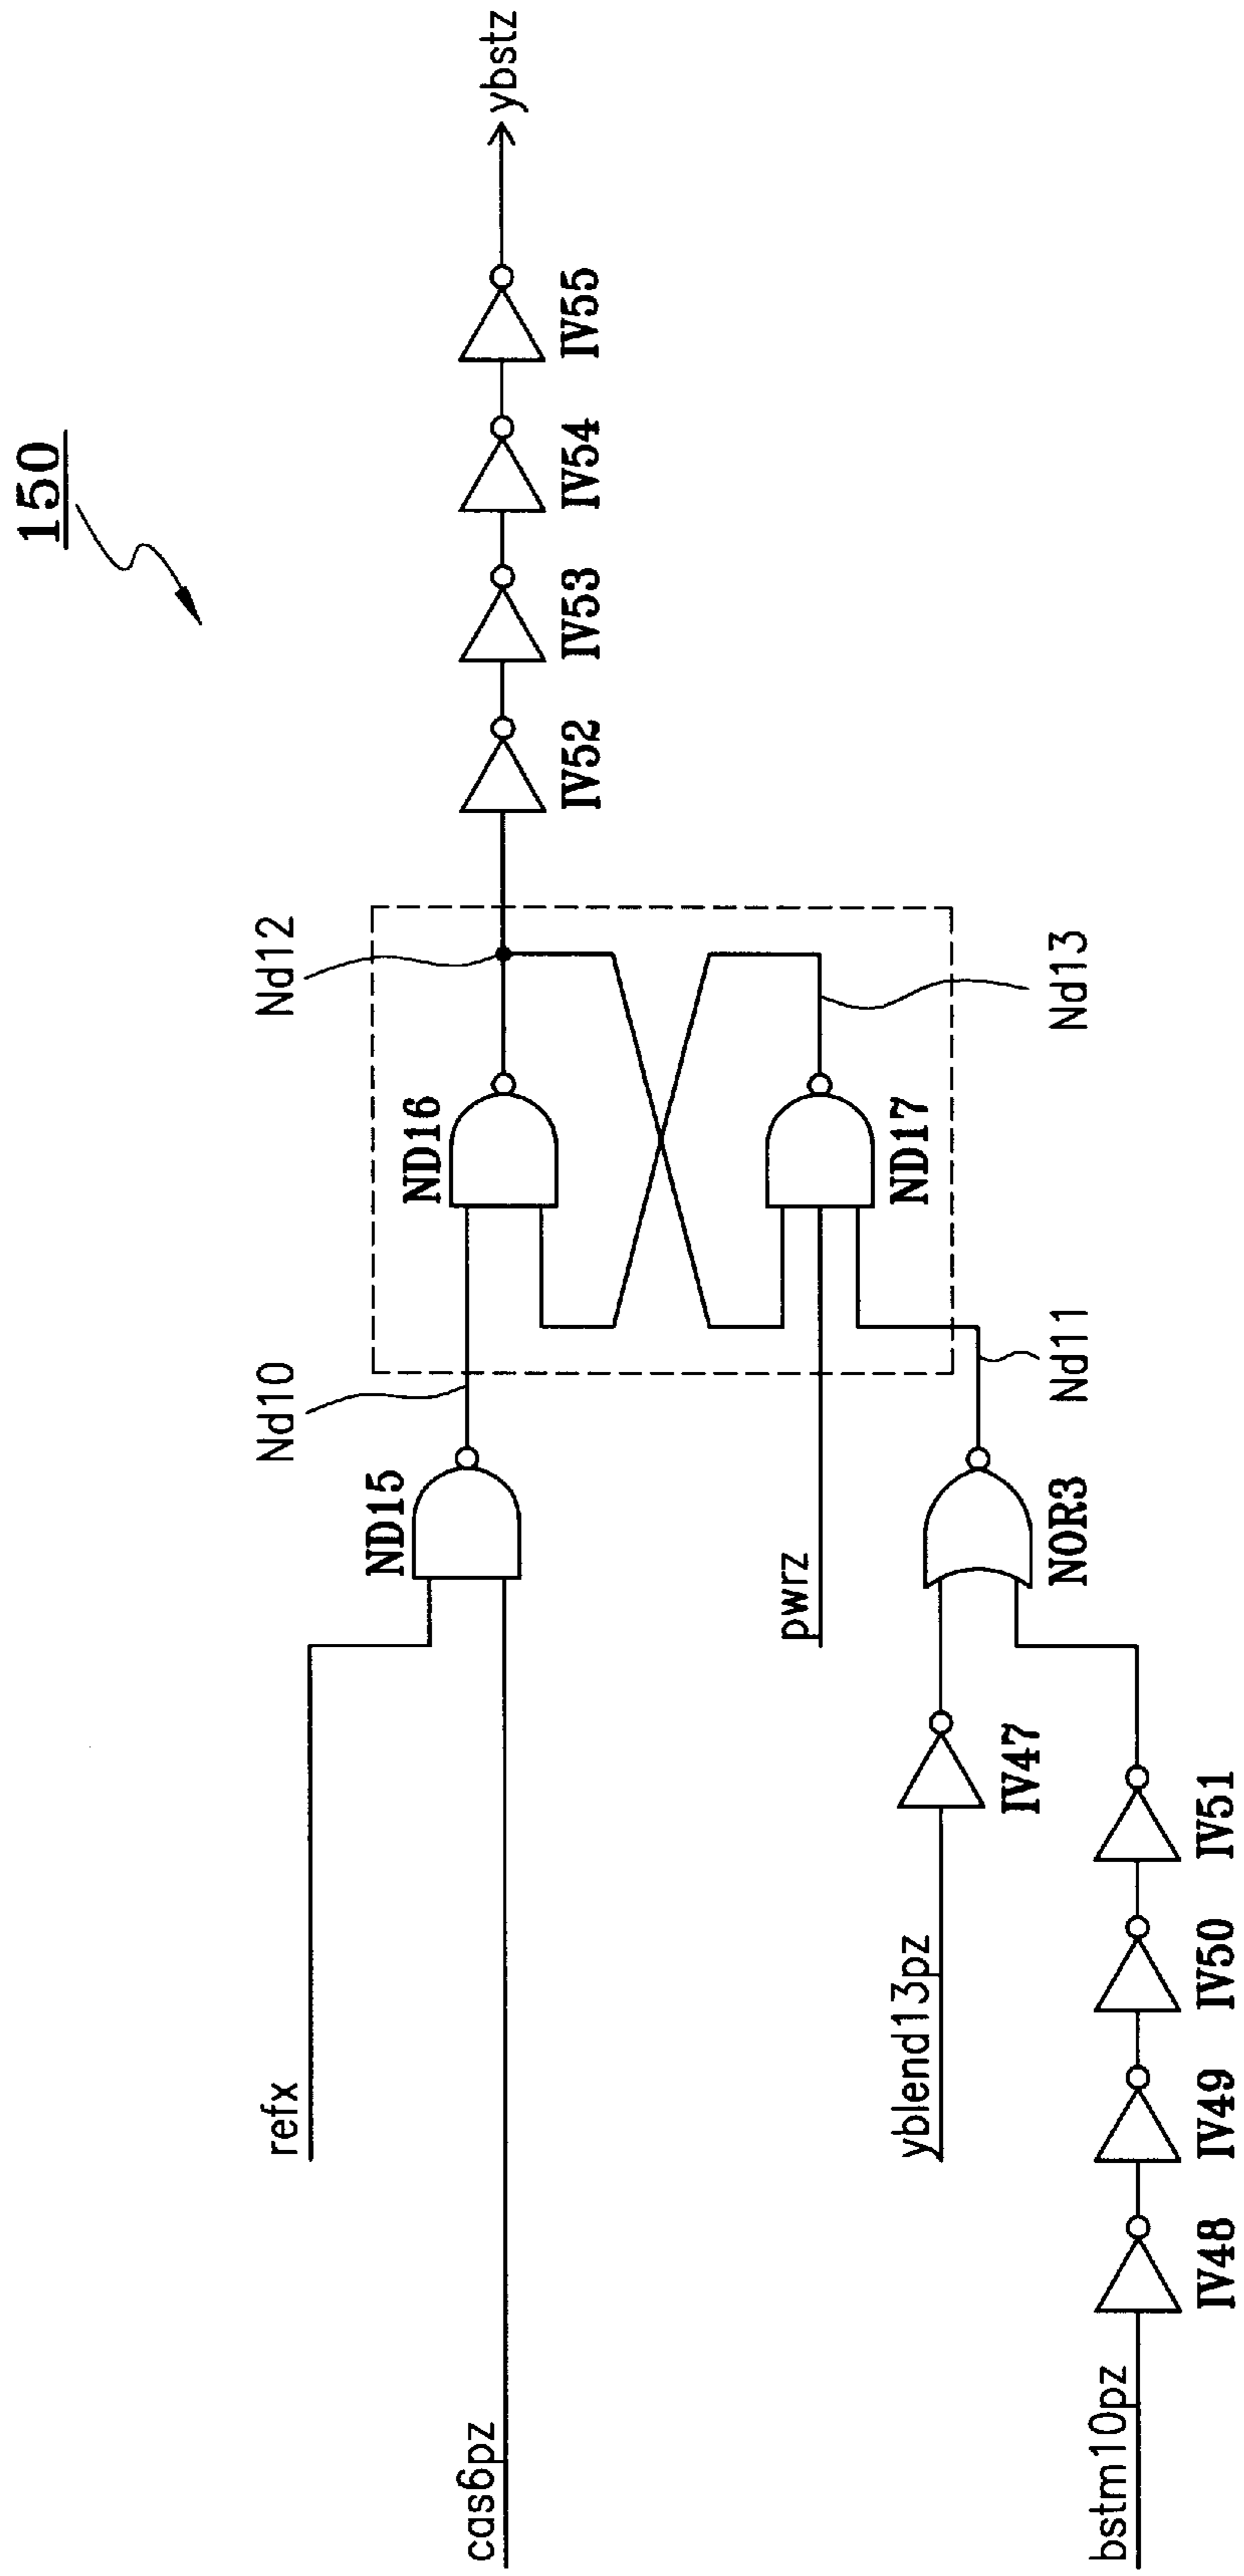 150
refx
cas6pz
ND15
Nd10
ND16
Nd12
IV52
IV53
IV54
IV55
ybstz
pwrz
ND17
Nd13
yblend13pz
IV47
NOR3
Nd11
bstm10pz
IV48
IV49
IV50
IV51